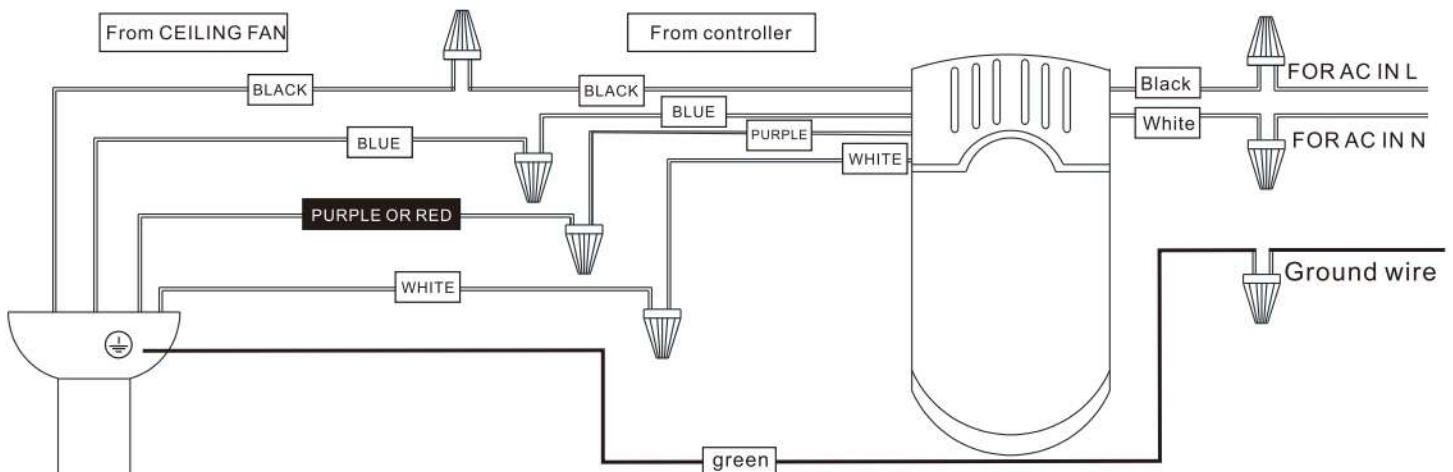 From CEILING FAN
From controller
BLACK
BLACK
Black
FOR AC IN L
BLUE
BLUE
PURPLE
White
FOR AC IN N
WHITE
PURPLE OR RED
WHITE
Ground wire
green